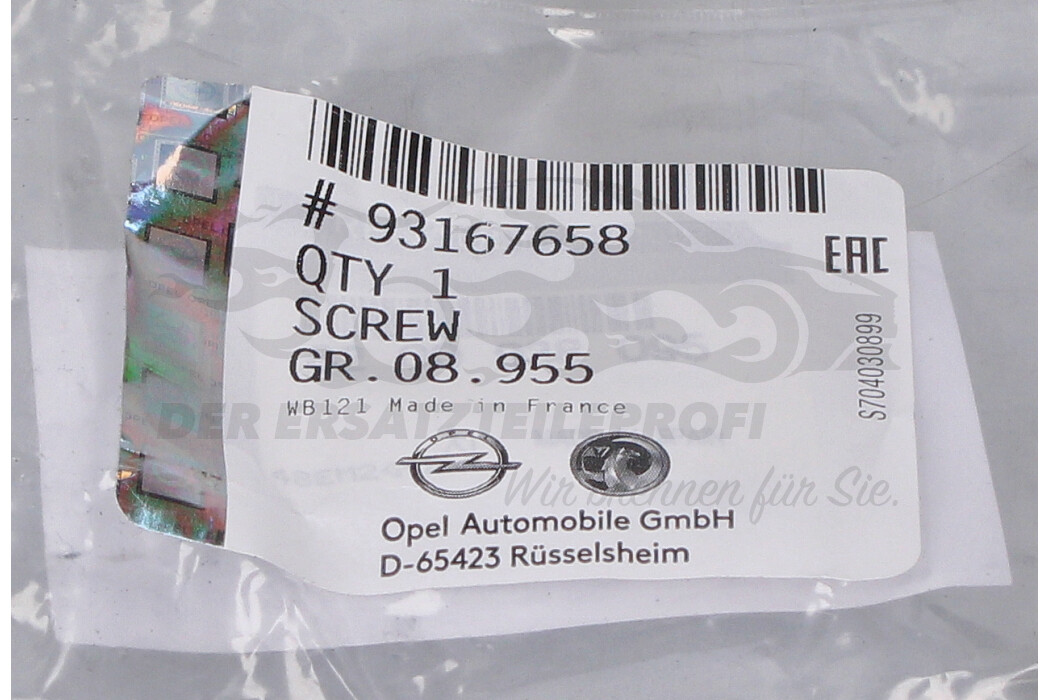 # 93167658
QTY 1
SCREW
GR.08.955
WB121 Made in France
EAC
S704030899
OPEL
Opel Automobile GmbH
D-65423 Rüsselsheim
DER ERSATZTEILEPROFI
Wir brennen für Sie.